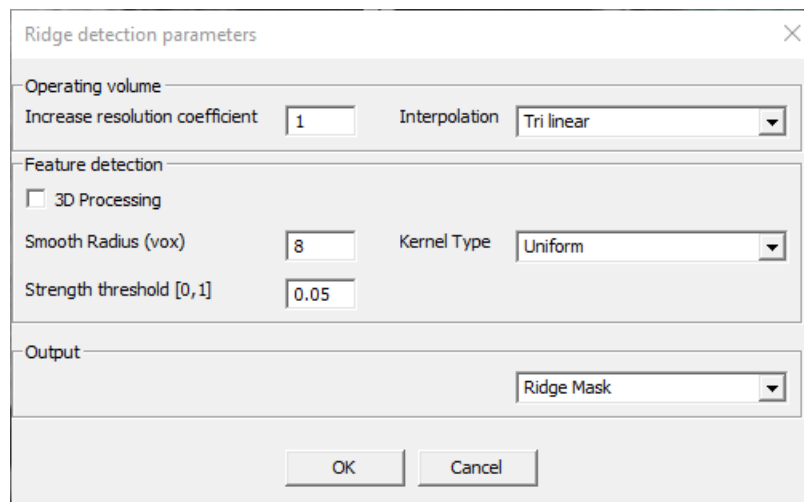 Ridge detection parameters
Operating volume
Increase resolution coefficient 1 Interpolation Tri linear
Feature detection
3D Processing
Smooth Radius (vox) 8 Kernel Type Uniform
Strength threshold [0,1] 0.05
Output
Ridge Mask
OK Cancel